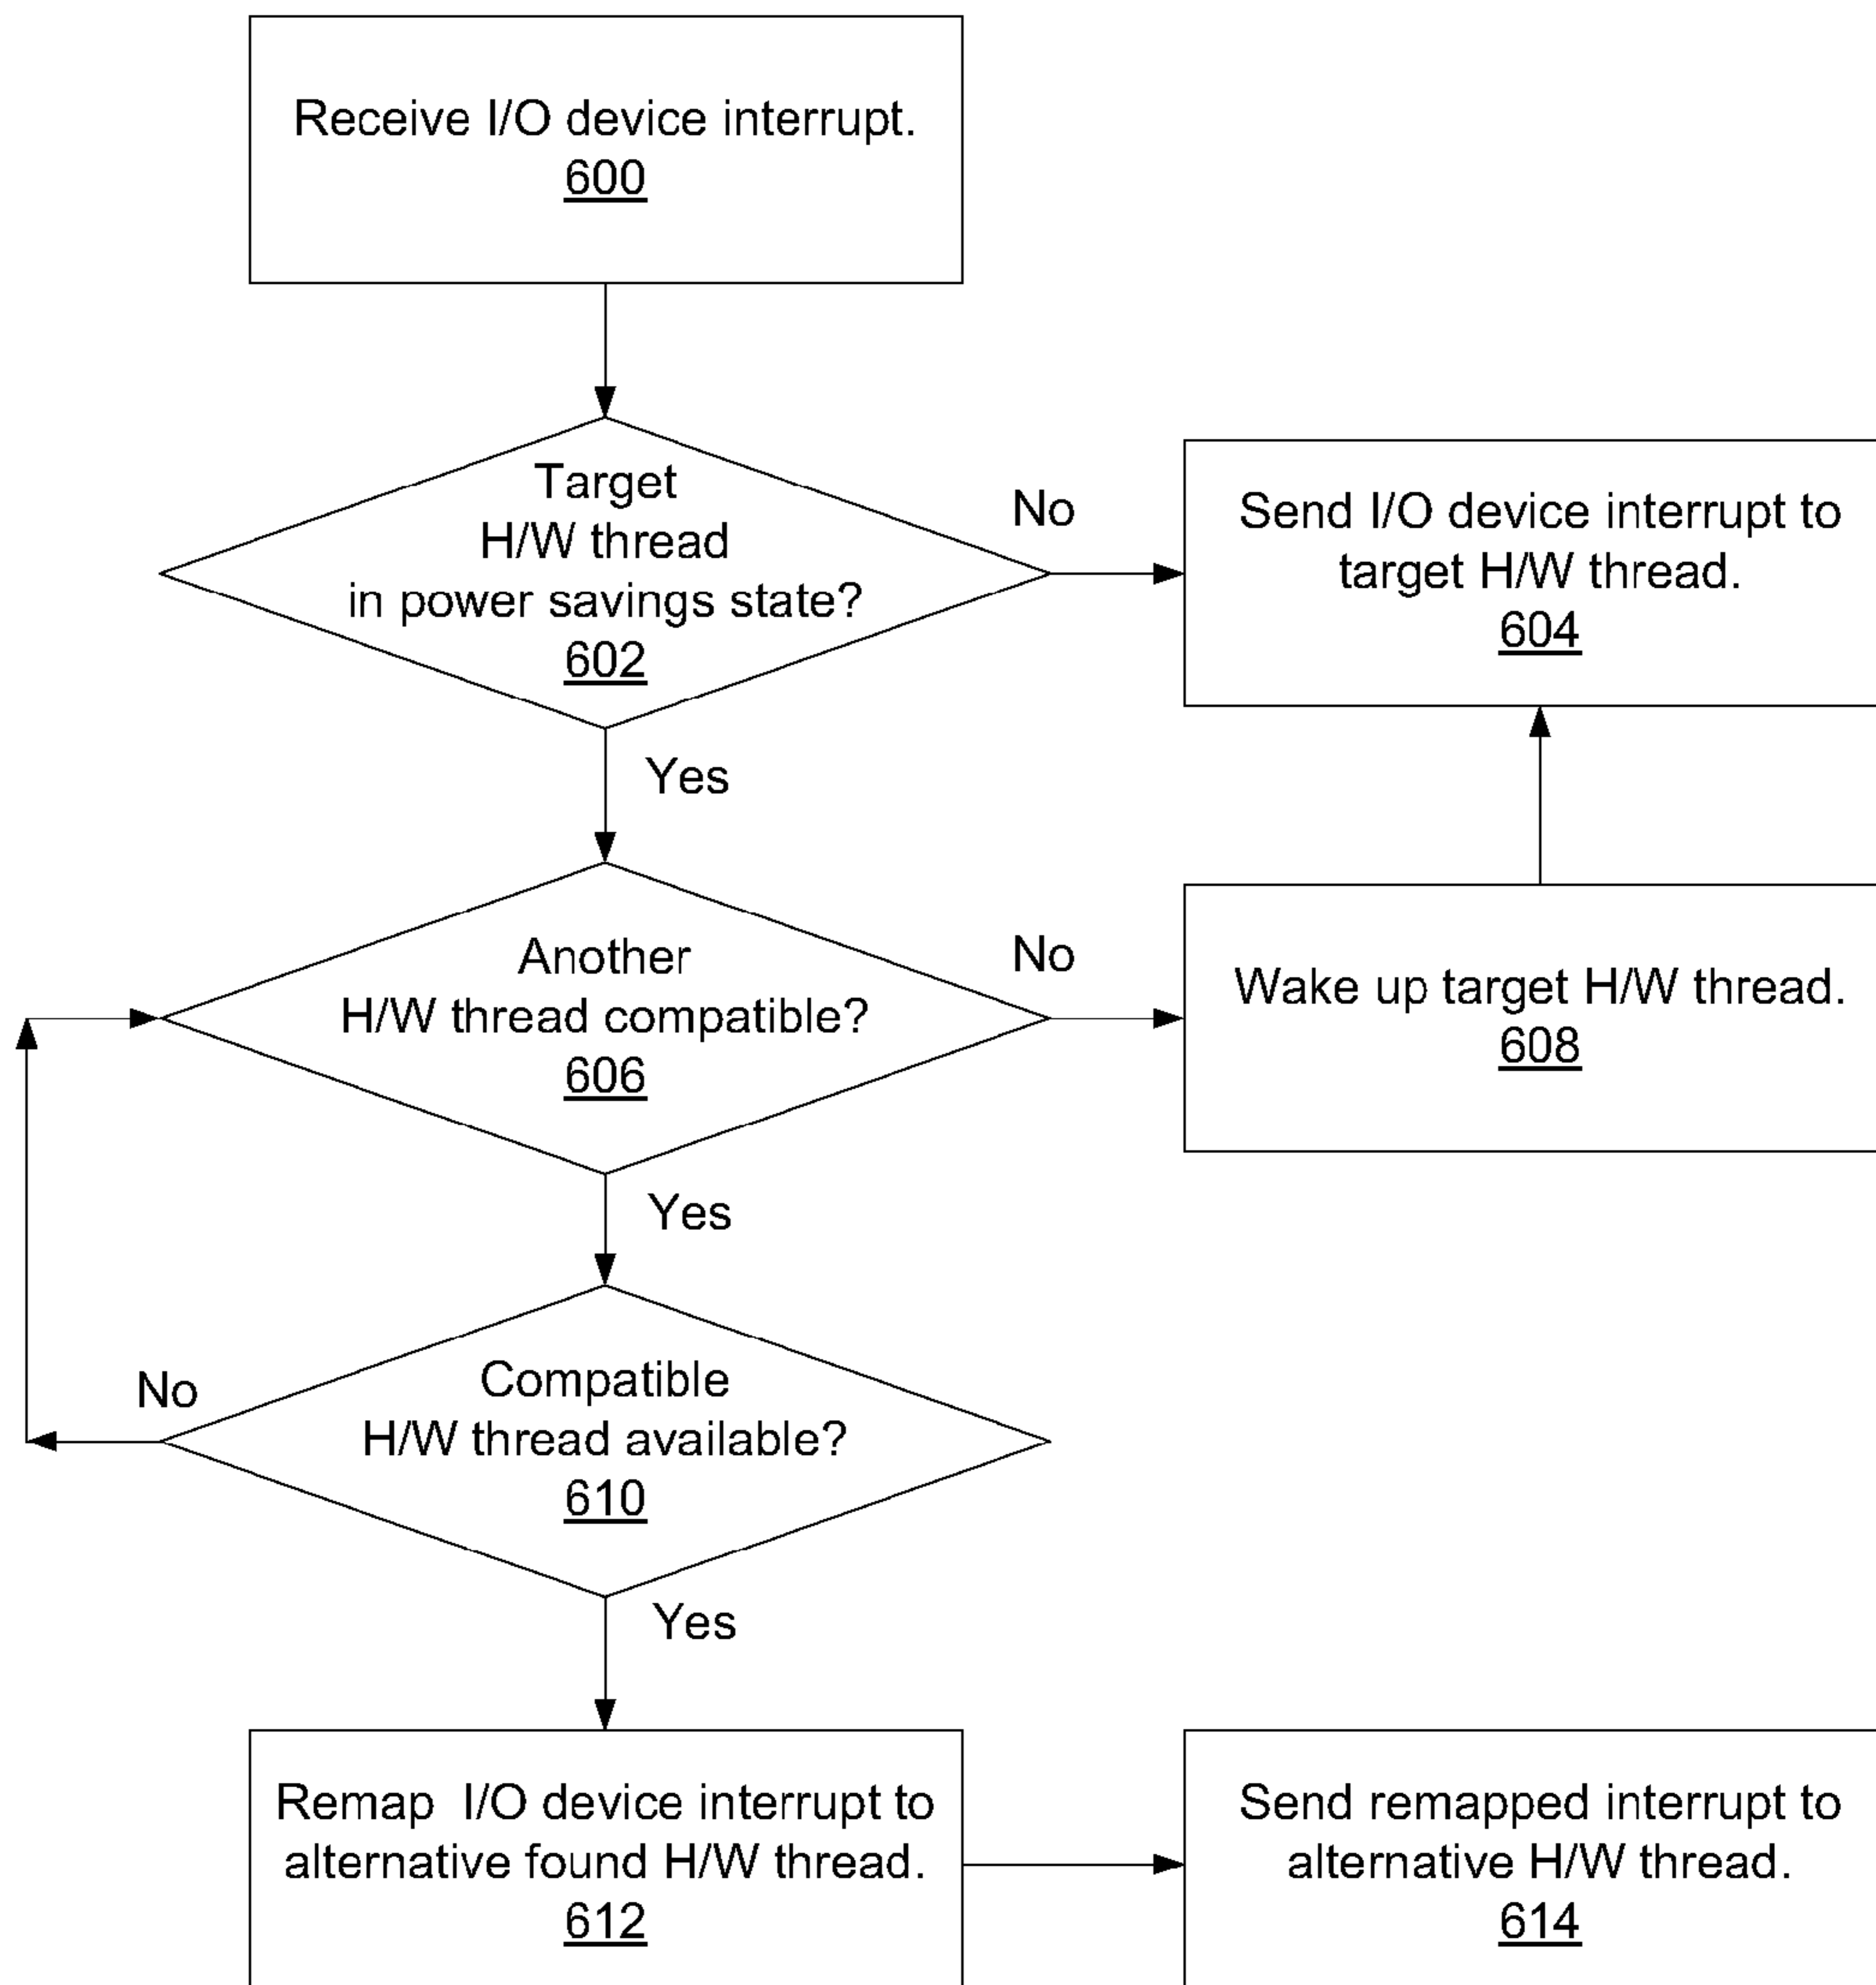 Receive I/O device interrupt.
600
Target
H/W thread
in power savings state?
602
No
Send I/O device interrupt to
target H/W thread.
604
Yes
Another
H/W thread compatible?
606
No
Wake up target H/W thread.
608
Yes
Compatible
H/W thread available?
610
No
Yes
Remap I/O device interrupt to
alternative found H/W thread.
612
Send remapped interrupt to
alternative H/W thread.
614